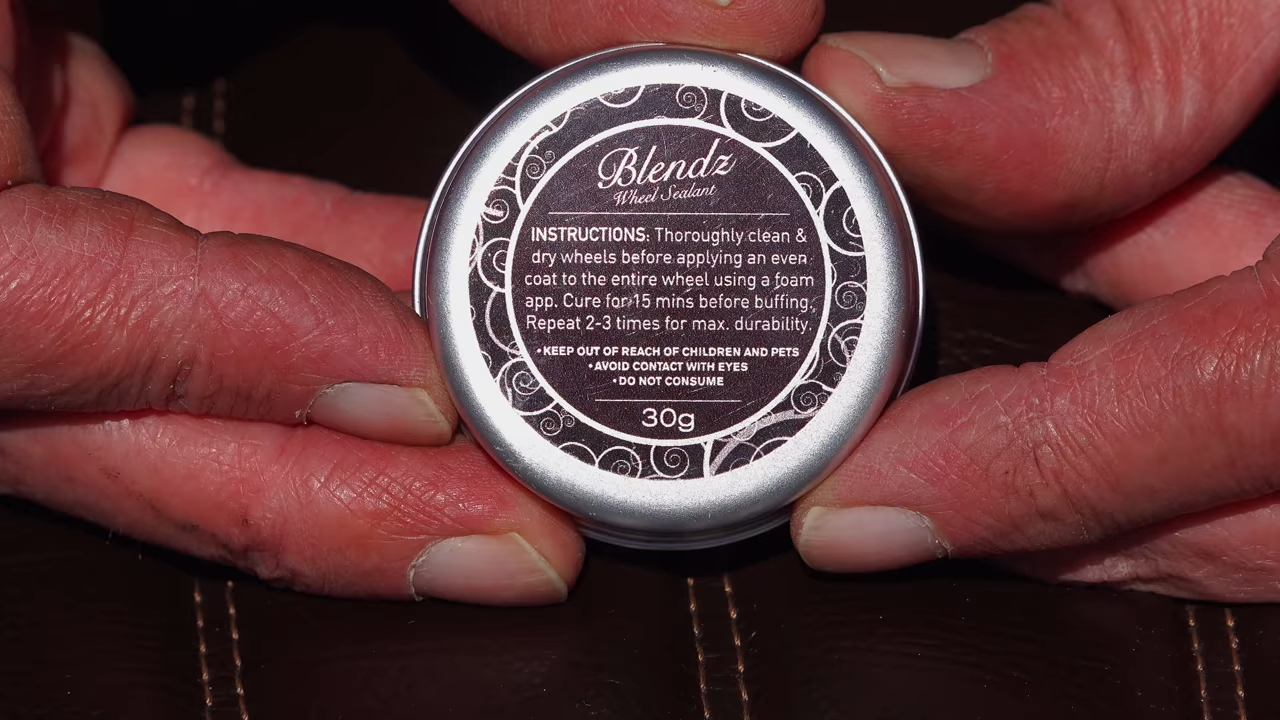 Blendz
Wheel Sealant
INSTRUCTIONS: Thoroughly clean &
dry wheels before applying an even
coat to the entire wheel using a foam
app. Cure for 15 mins before buffing.
Repeat 2-3 times for max. durability.
•KEEP OUT OF REACH OF CHILDREN AND PETS
•AVOID CONTACT WITH EYES
•DO NOT CONSUME
30g